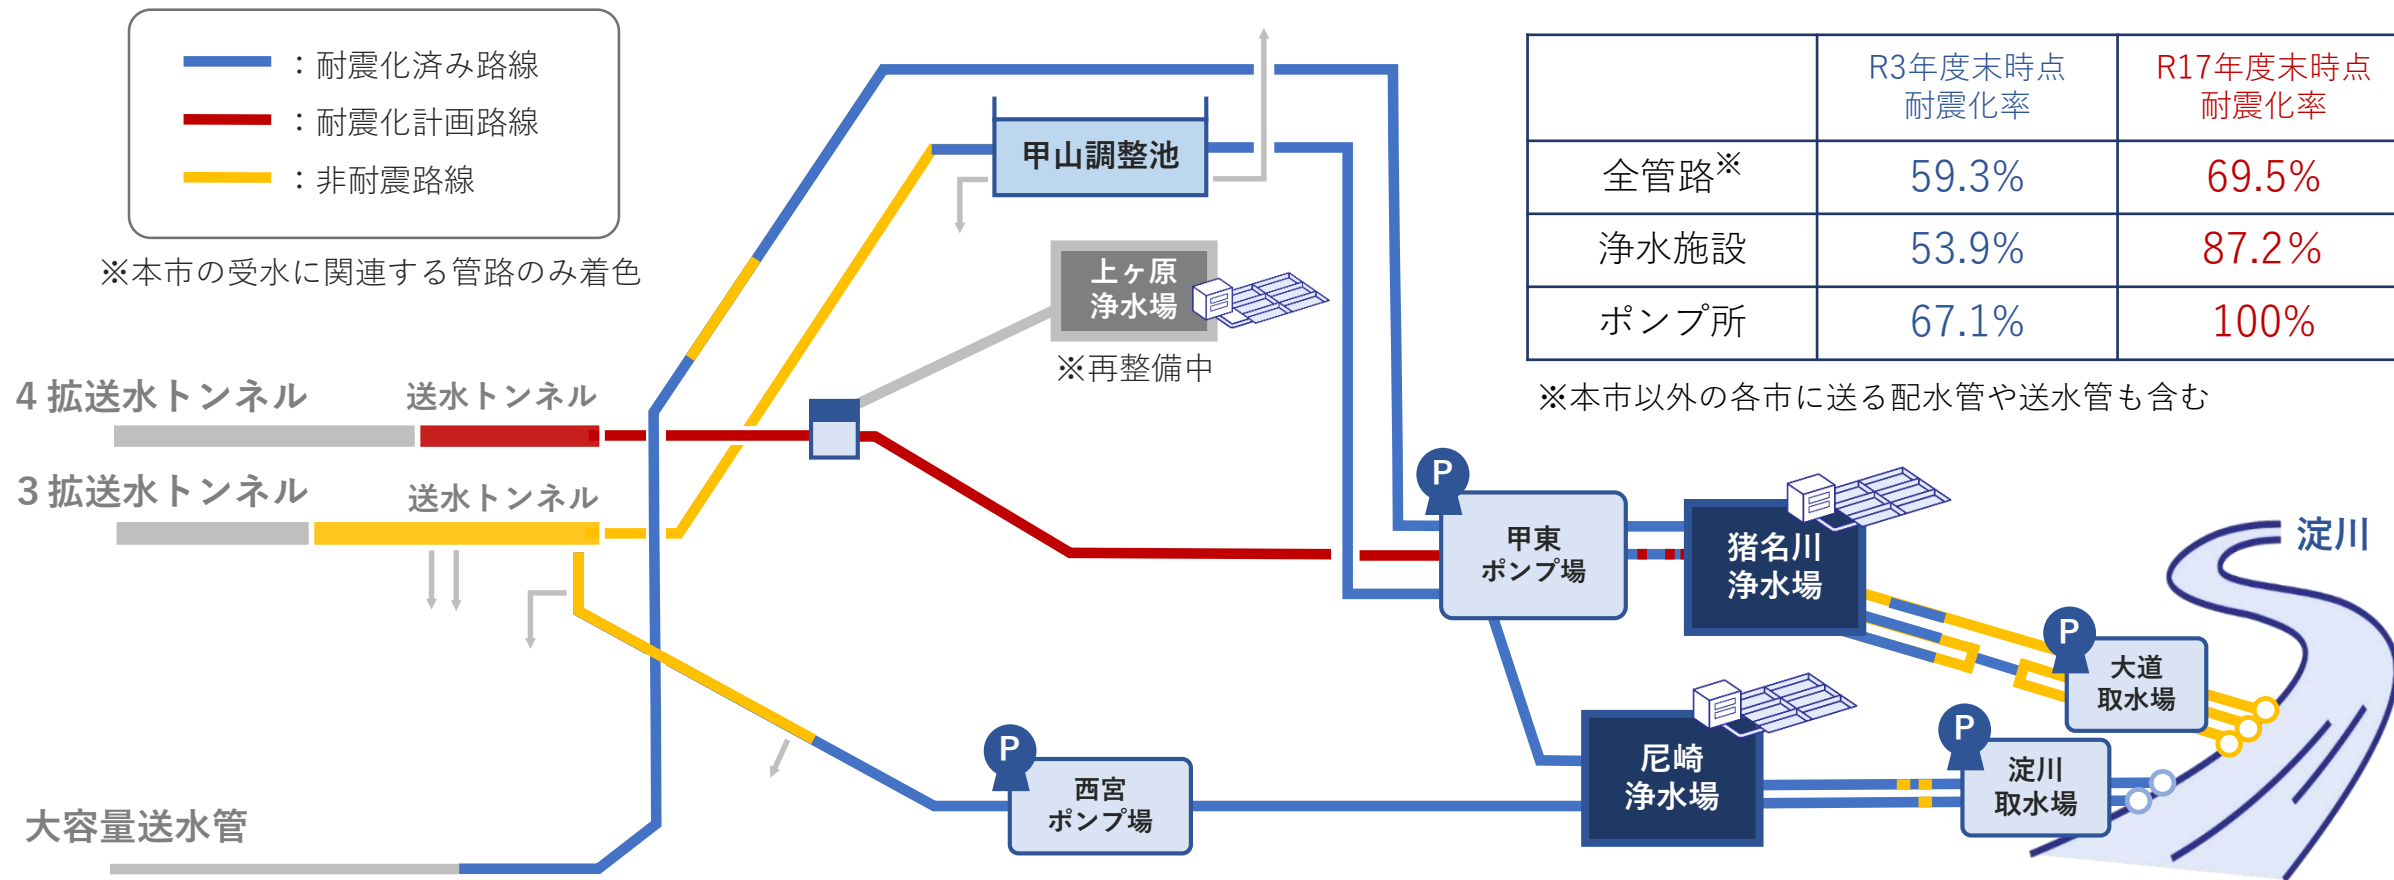 ：耐震化済み路線
：耐震化計画路線
：非耐震路線
※本市の受水に関連する管路のみ着色
R3年度末時点
耐震化率
R17年度末時点
耐震化率
全管路※
59.3%
69.5%
浄水施設
53.9%
87.2%
ポンプ所
67.1%
100%
※本市以外の各市に送る配水管や送水管も含む
甲山調整池
上ヶ原
浄水場
※再整備中
4拡送水トンネル
送水トンネル
3拡送水トンネル
送水トンネル
大容量送水管
P
甲東
ポンプ場
猪名川
浄水場
淀川
P
大道
取水場
P
西宮
ポンプ場
尼崎
浄水場
P
淀川
取水場